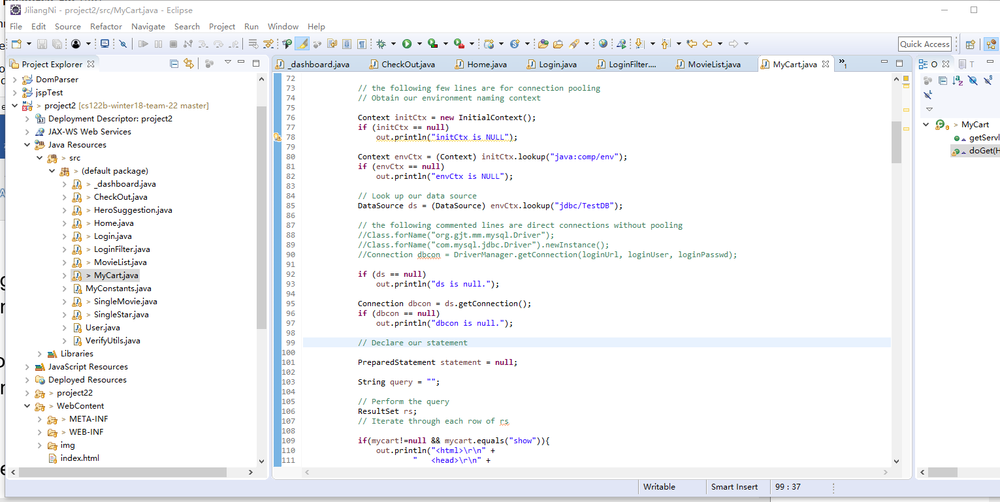 JiliangNi - project2/src/MyCart.java - Eclipse
File Edit Source Refactor Navigate Search Project Run Window Help
Quick Access
Project Explorer
DomParser
jspTest
> project2 [cs122b-winter18-team-22 master]
Deployment Descriptor: project2
JAX-WS Web Services
Java Resources
> src
> (default package)
> _dashboard.java
> CheckOut.java
> HeroSuggestion.java
> Home.java
> Login.java
> LoginFilter.java
> MovieList.java
> MyCart.java
MyConstants.java
> SingleMovie.java
> SingleStar.java
User.java
VerifyUtils.java
Libraries
JavaScript Resources
Deployed Resources
> project22
> WebContent
> META-INF
> WEB-INF
img
index.html
_dashboard.java CheckOut.java Home.java Login.java LoginFilter.... MovieList.java MyCart.java »1
72
73 // the following few lines are for connection pooling
74 // Obtain our environment naming context
75
76 Context initCtx = new InitialContext();
77 if (initCtx == null)
78 out.println("initCtx is NULL");
79
80 Context envCtx = (Context) initCtx.lookup("java:comp/env");
81 if (envCtx == null)
82 out.println("envCtx is NULL");
83
84 // Look up our data source
85 DataSource ds = (DataSource) envCtx.lookup("jdbc/TestDB");
86
87 // the following commented lines are direct connections without pooling
88 //Class.forName("org.gjt.mm.mysql.Driver");
89 //Class.forName("com.mysql.jdbc.Driver").newInstance();
90 //Connection dbcon = DriverManager.getConnection(loginUrl, loginUser, loginPasswd);
91
92 if (ds == null)
93 out.println("ds is null.");
94
95 Connection dbcon = ds.getConnection();
96 if (dbcon == null)
97 out.println("dbcon is null.");
98
99 // Declare our statement
100
101 PreparedStatement statement = null;
102
103 String query = "";
104
105 // Perform the query
106 ResultSet rs;
107 // Iterate through each row of rs
108
109 if(mycart!=null && mycart.equals("show")){
110 out.println("<html>\r\n" +
111 " <head>\r\n" +
O T
> MyCart
getServl
doGet(H
Writable Smart Insert 99 : 37